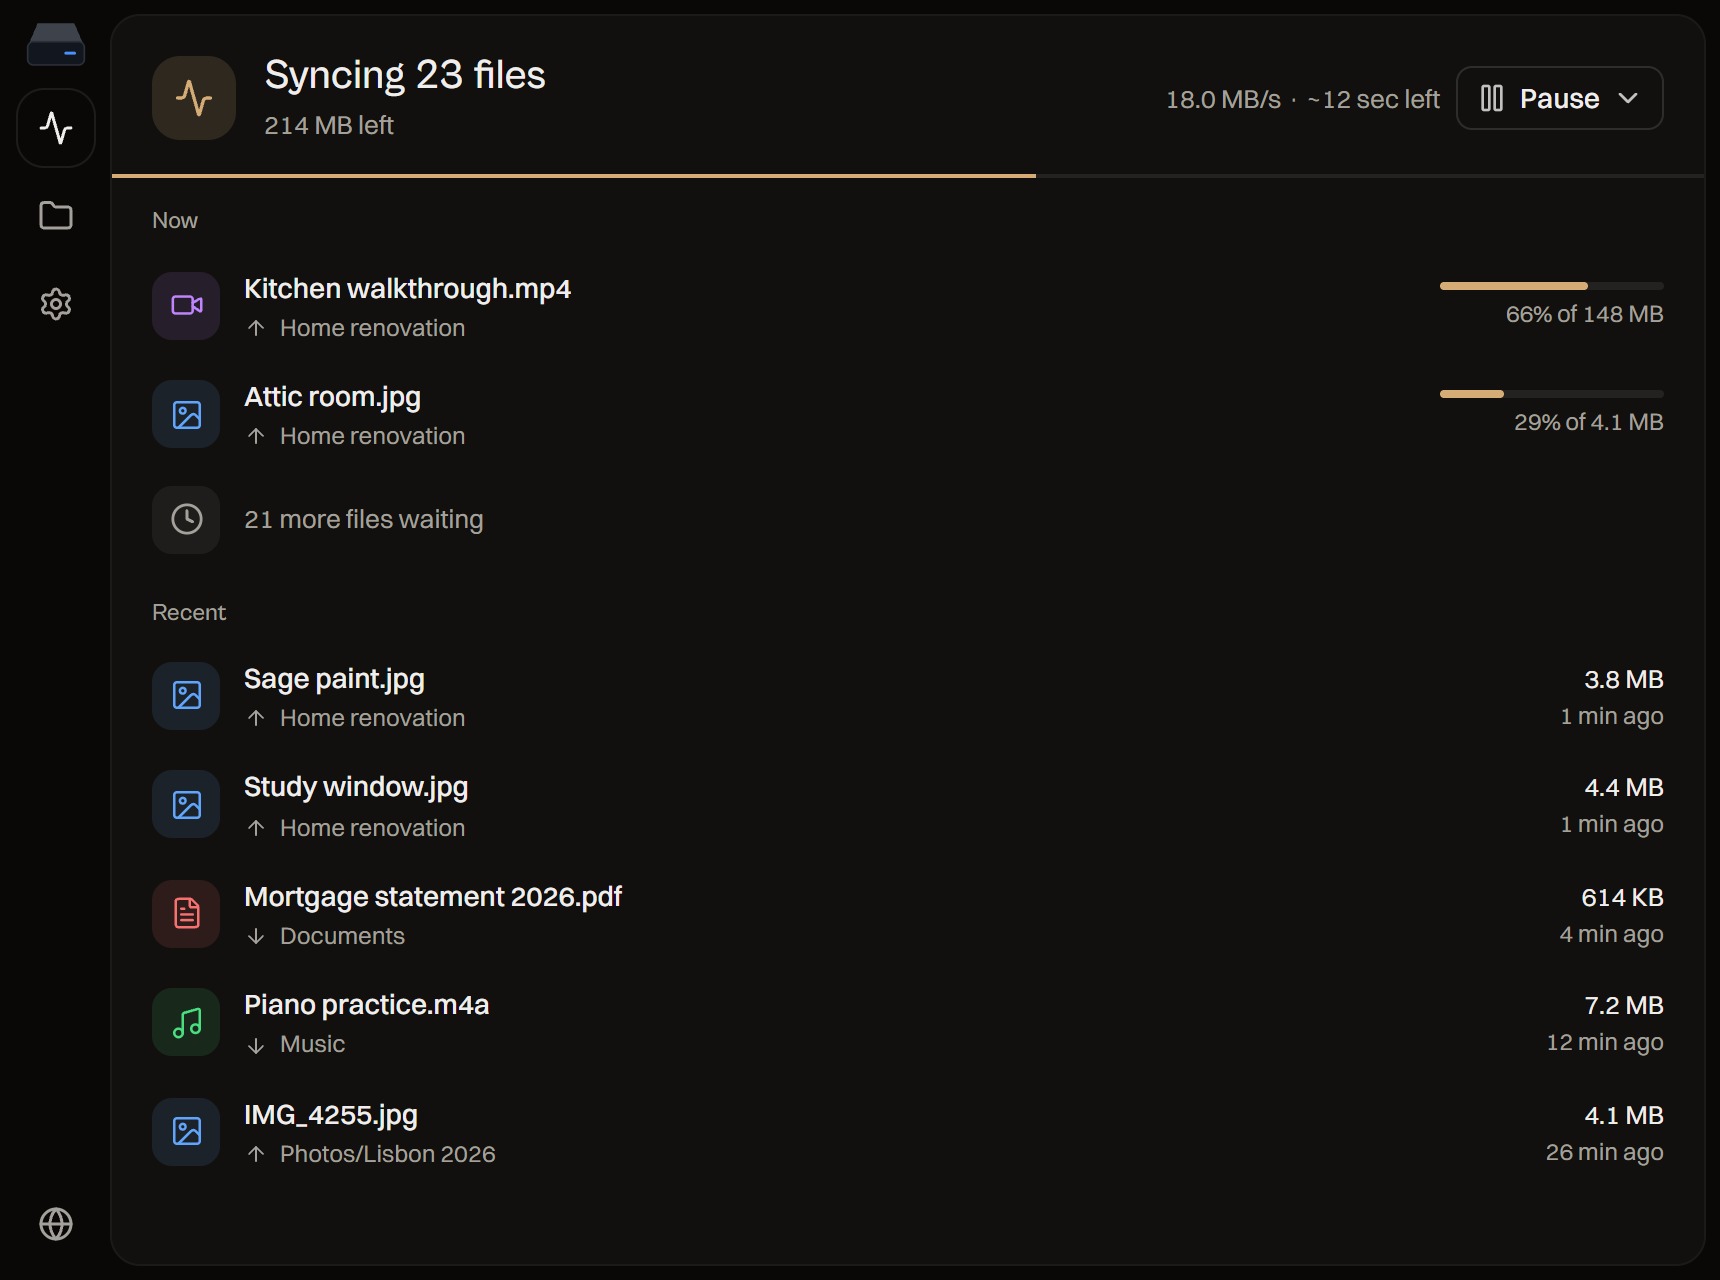 Syncing 23 files
214 MB left
18.0 MB/s · ~12 sec left
Pause
Now
Kitchen walkthrough.mp4
Home renovation
66% of 148 MB
Attic room.jpg
Home renovation
29% of 4.1 MB
21 more files waiting
Recent
Sage paint.jpg
Home renovation
3.8 MB
1 min ago
Study window.jpg
Home renovation
4.4 MB
1 min ago
Mortgage statement 2026.pdf
Documents
614 KB
4 min ago
Piano practice.m4a
Music
7.2 MB
12 min ago
IMG_4255.jpg
Photos/Lisbon 2026
4.1 MB
26 min ago